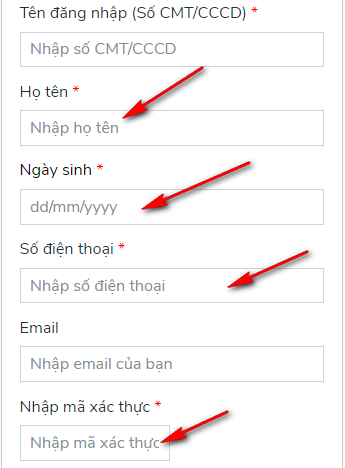 Tên đăng nhập (Số CMT/CCCD) *
Nhập số CMT/CCCD
Họ tên *
Nhập họ tên
Ngày sinh *
dd/mm/yyyy
Số điện thoại *
Nhập số điện thoại
Email
Nhập email của bạn
Nhập mã xác thực *
Nhập mã xác thực